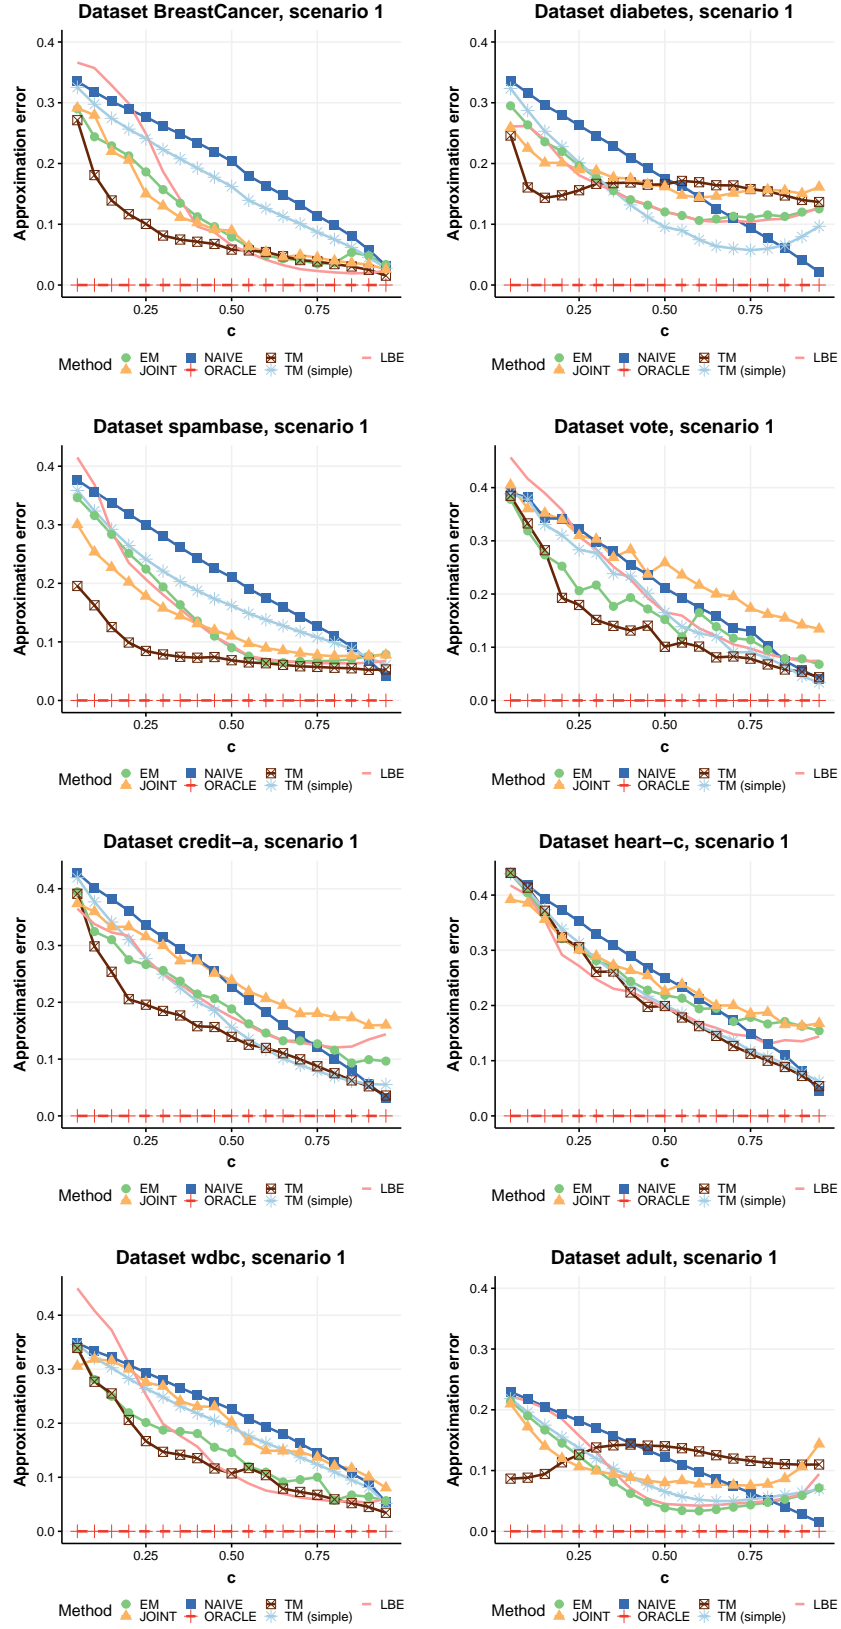 Dataset BreastCancer, scenario 1
Approximation error
0.4
0.3
0.2
0.1
0.0
0.25 0.50 0.75
c
Method EM NAIVE TM LBE
JOINT ORACLE TM (simple)
Dataset diabetes, scenario 1
Approximation error
0.4
0.3
0.2
0.1
0.0
0.25 0.50 0.75
c
Method EM NAIVE TM LBE
JOINT ORACLE TM (simple)
Dataset spambase, scenario 1
Approximation error
0.4
0.3
0.2
0.1
0.0
0.25 0.50 0.75
c
Method EM NAIVE TM LBE
JOINT ORACLE TM (simple)
Dataset vote, scenario 1
Approximation error
0.4
0.3
0.2
0.1
0.0
0.25 0.50 0.75
c
Method EM NAIVE TM LBE
JOINT ORACLE TM (simple)
Dataset credit−a, scenario 1
Approximation error
0.4
0.3
0.2
0.1
0.0
0.25 0.50 0.75
c
Method EM NAIVE TM LBE
JOINT ORACLE TM (simple)
Dataset heart−c, scenario 1
Approximation error
0.4
0.3
0.2
0.1
0.0
0.25 0.50 0.75
c
Method EM NAIVE TM LBE
JOINT ORACLE TM (simple)
Dataset wdbc, scenario 1
Approximation error
0.4
0.3
0.2
0.1
0.0
0.25 0.50 0.75
c
Method EM NAIVE TM LBE
JOINT ORACLE TM (simple)
Dataset adult, scenario 1
Approximation error
0.4
0.3
0.2
0.1
0.0
0.25 0.50 0.75
c
Method EM NAIVE TM LBE
JOINT ORACLE TM (simple)